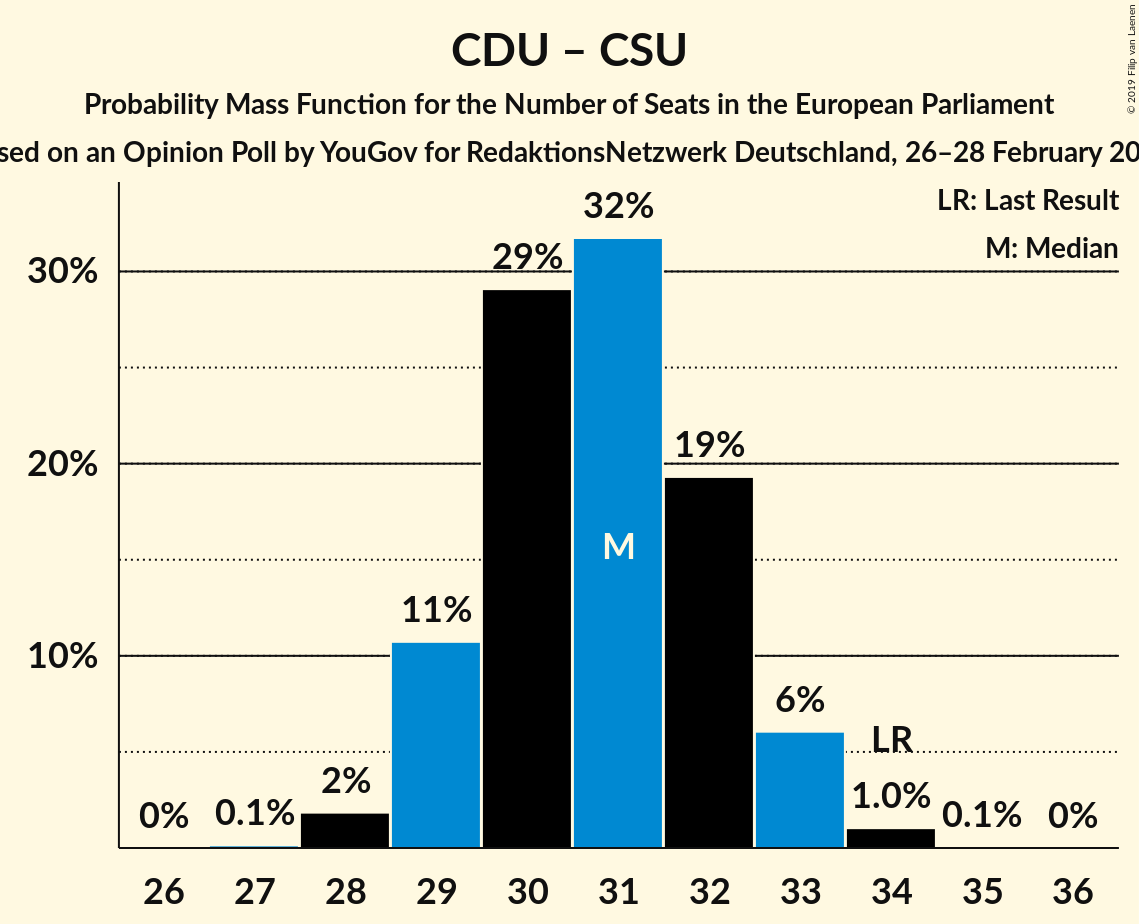 CDU – CSU
Probability Mass Function for the Number of Seats in the European Parliament
on an Opinion Poll by YouGov for RedaktionsNetzwerk Deutschland, 26–28 February
© 2019 Filip van Laenen
LR: Last Result
M: Median
30%
20%
10%
0%
0.1%
2%
11%
29%
32%
19%
6%
1.0%
0.1%
0%
M
LR
26 27 28 29 30 31 32 33 34 35 36